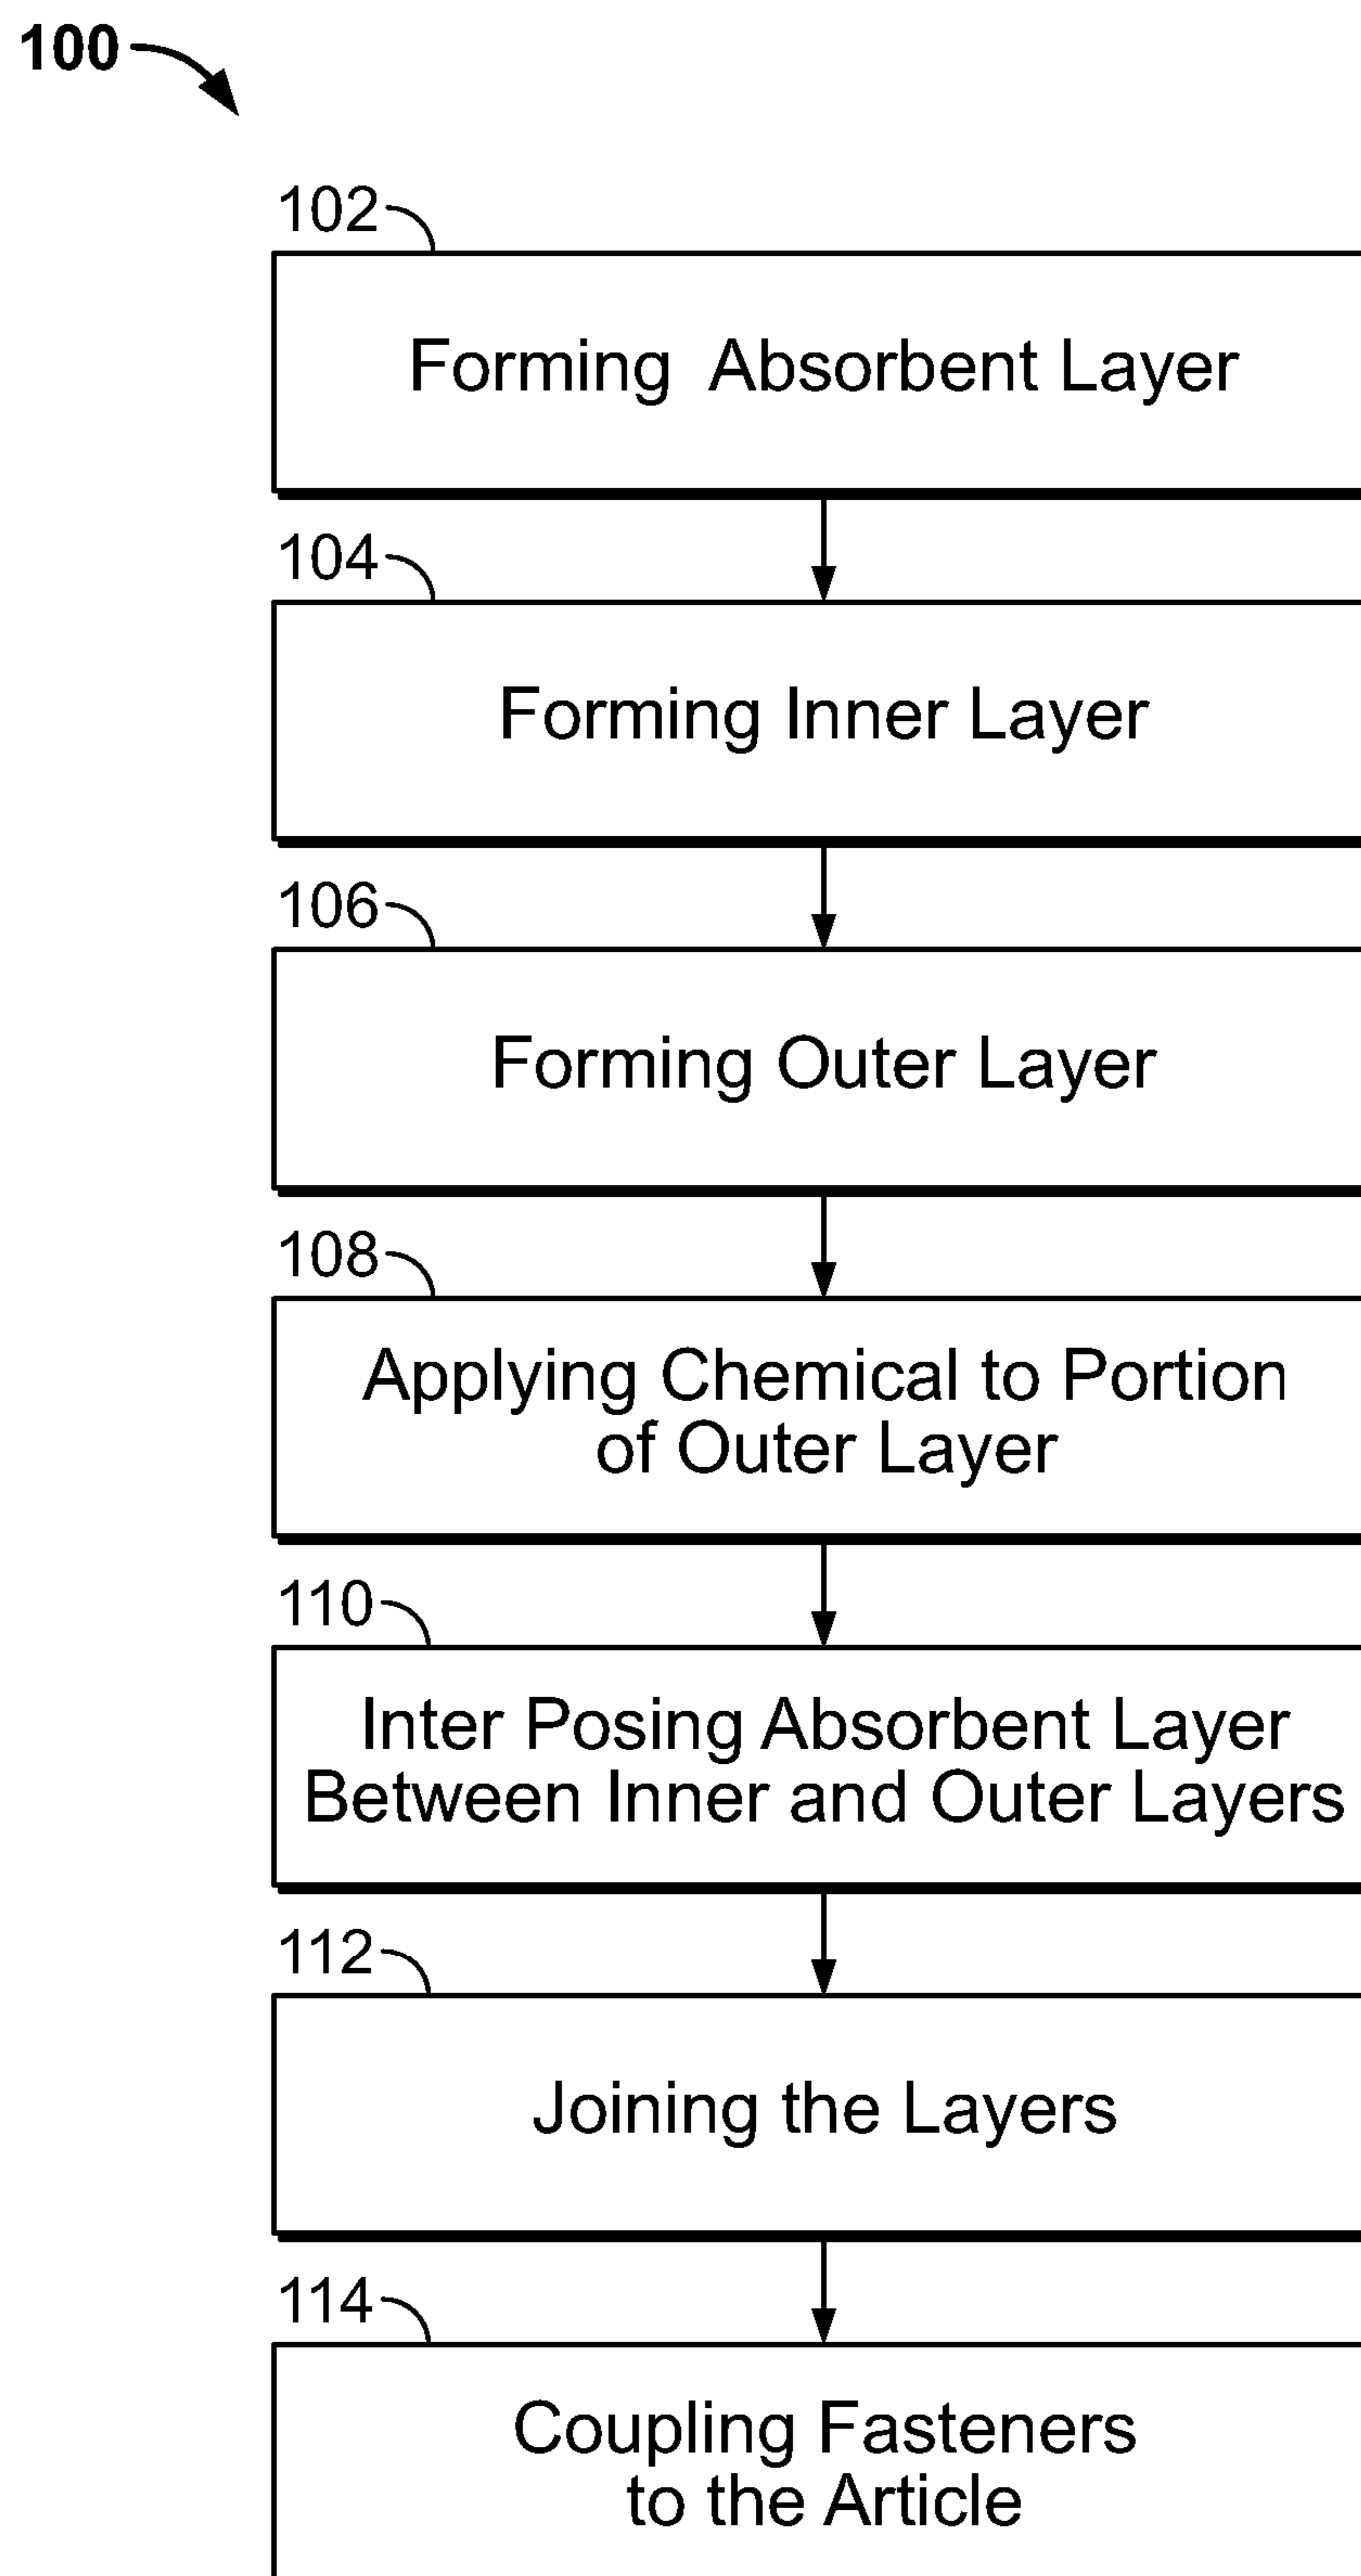 100
102
Forming Absorbent Layer
104
Forming Inner Layer
106
Forming Outer Layer
108
Applying Chemical to Portion
of Outer Layer
110
Inter Posing Absorbent Layer
Between Inner and Outer Layers
112
Joining the Layers
114
Coupling Fasteners
to the Article